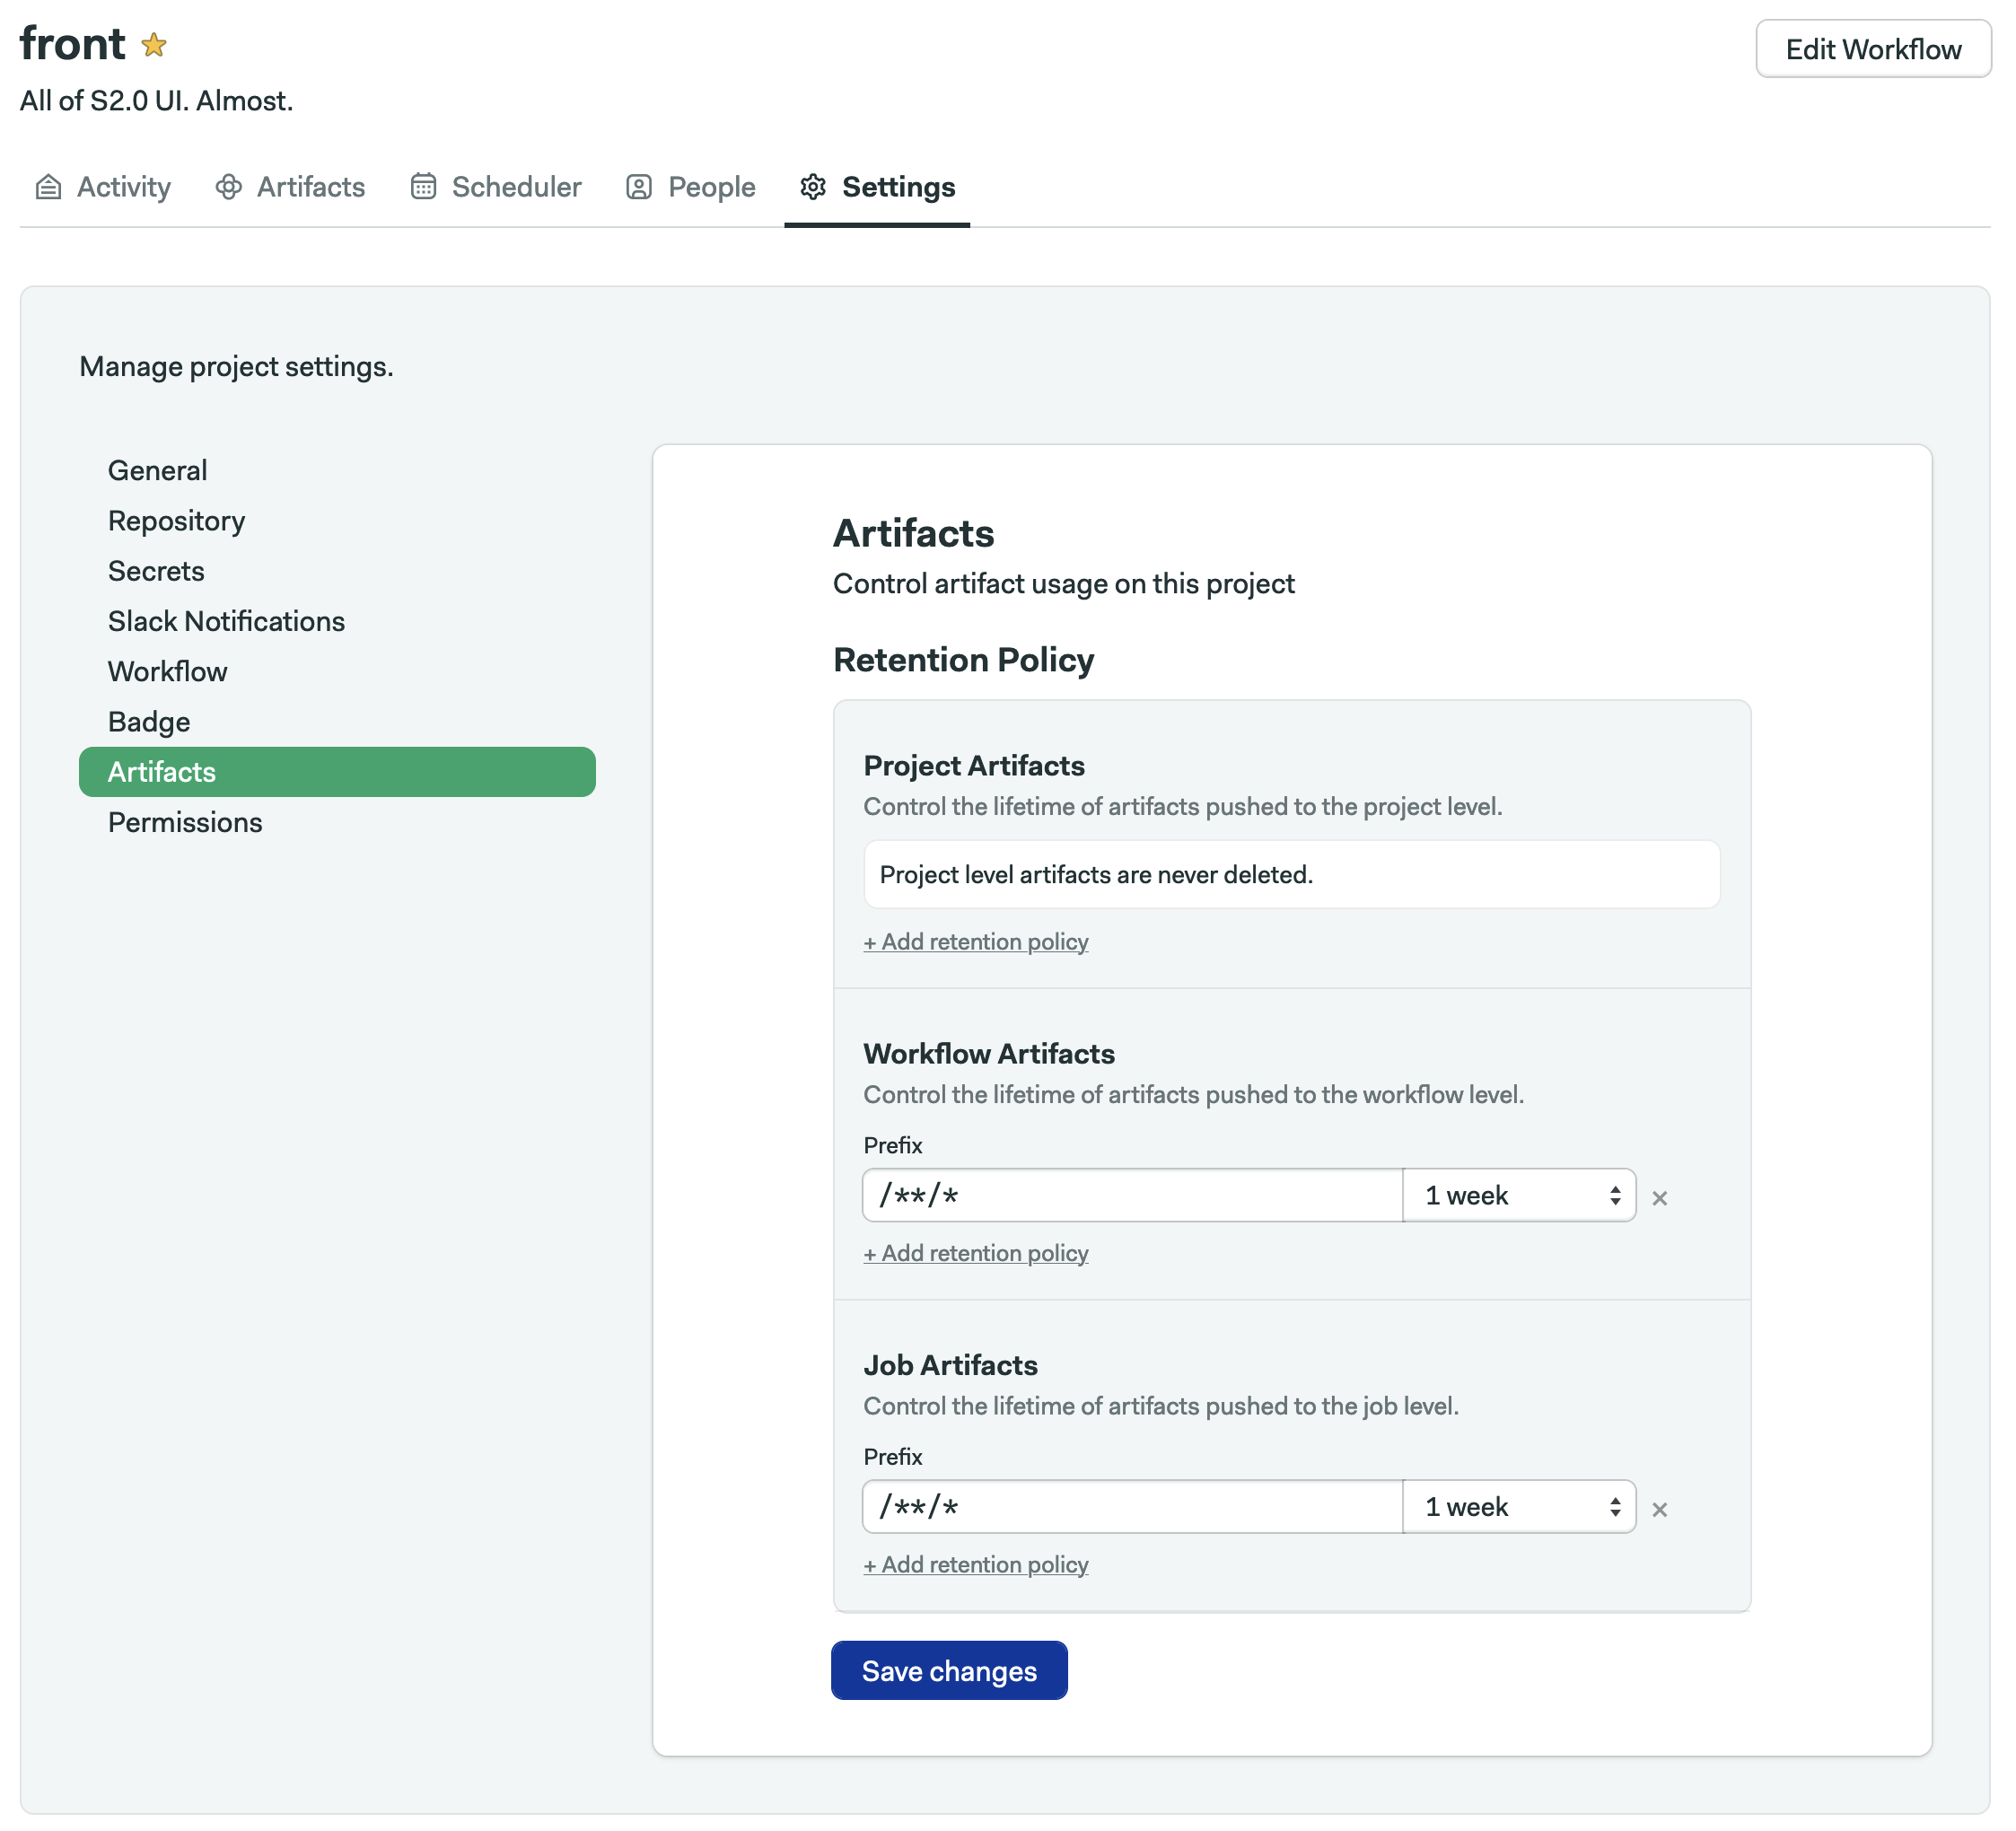 front
Edit Workflow
All of S2.0 UI. Almost.
Activity Artifacts Scheduler People Settings
Manage project settings.
General
Repository
Secrets
Slack Notifications
Workflow
Badge
Artifacts
Permissions
Artifacts
Control artifact usage on this project
Retention Policy
Project Artifacts
Control the lifetime of artifacts pushed to the project level.
Project level artifacts are never deleted.
+ Add retention policy
Workflow Artifacts
Control the lifetime of artifacts pushed to the workflow level.
Prefix
/**/* 1 week ×
+ Add retention policy
Job Artifacts
Control the lifetime of artifacts pushed to the job level.
Prefix
/**/* 1 week ×
+ Add retention policy
Save changes